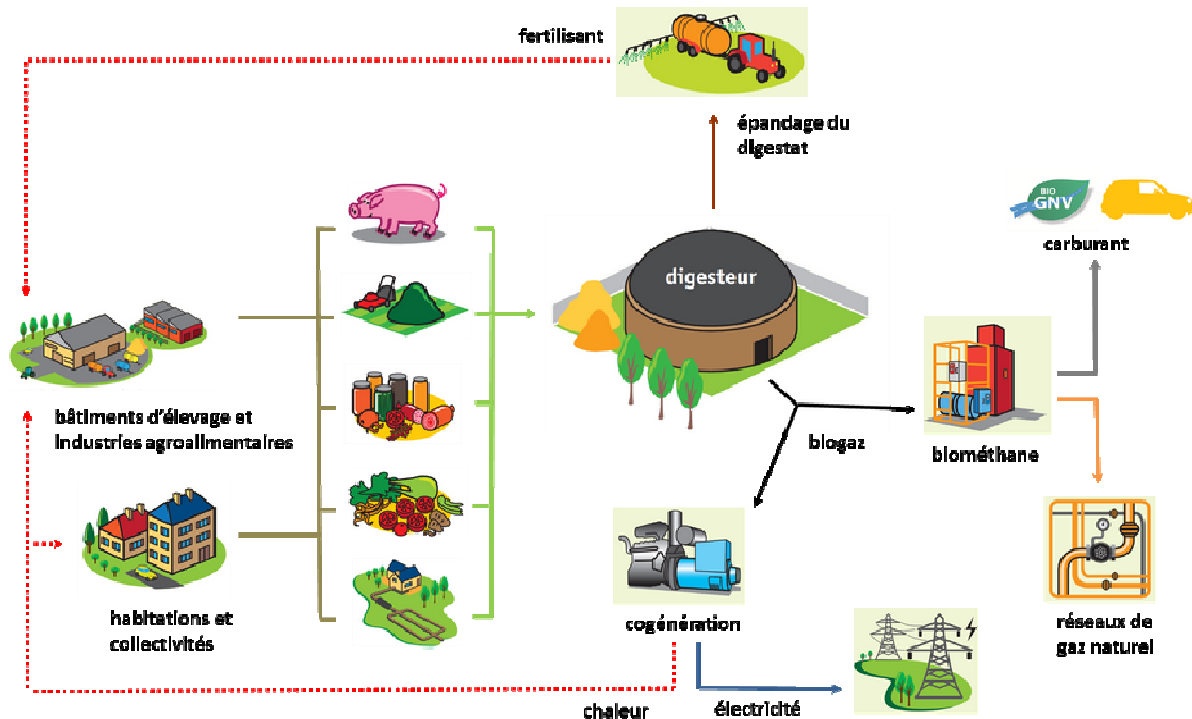 fertilisant
épandage du
digestat
BIO
GNV
carburant
digesteur
bâtiments d'élevage et
industries agroalimentaires
biogaz
biométhane
habitations et
collectivités
cogénération
réseaux de
gaz naturel
chaleur
électricité